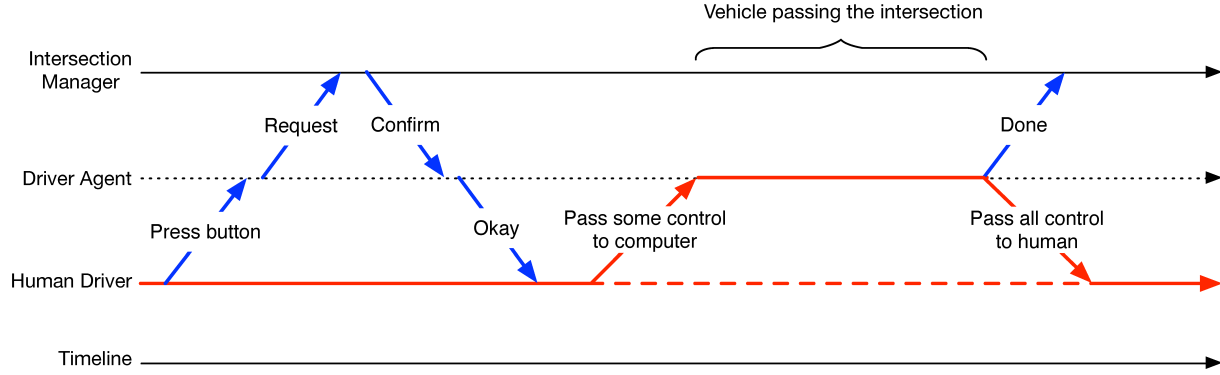 Vehicle passing the intersection
Intersection
Manager
Request
Confirm
Done
Driver Agent
Press button
Okay
Pass some control
to computer
Pass all control
to human
Human Driver
Timeline